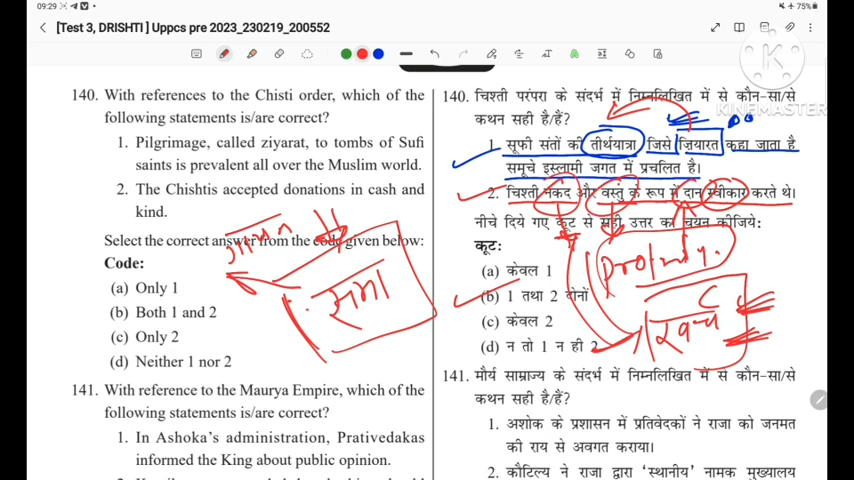 09:29
75%
[Test 3, DRISHTI ] Uppcs pre 2023_230219_200552
KINEMASTER
140. With references to the Chisti order, which of the
following statements is/are correct?
1. Pilgrimage, called ziyarat, to tombs of Sufi
saints is prevalent all over the Muslim world.
2. The Chishtis accepted donations in cash and
kind.
Select the correct answer from the code given below:
Code:
(a) Only 1
(b) Both 1 and 2
(c) Only 2
(d) Neither 1 nor 2
गायन
समा
141. With reference to the Maurya Empire, which of the
following statements is/are correct?
1. In Ashoka's administration, Prativedakas
informed the King about public opinion.
140. चिश्ती परंपरा के संदर्भ में निम्नलिखित में से कौन-सा/से
कथन सही है/हैं?
1. सूफी संतों की तीर्थयात्रा जिसे ज़ियारत कहा जाता है
समूचे इस्लामी जगत में प्रचलित है।
2. चिश्ती नकद और वस्तु के रूप में दान स्वीकार करते थे।
नीचे दिये गए कूट से सही उत्तर का चयन कीजिये:
कूट:
(a) केवल 1
(b) 1 तथा 2 दोनों
(c) केवल 2
(d) न तो 1 न ही 2
141. मौर्य साम्राज्य के संदर्भ में निम्नलिखित में से कौन-सा/से
कथन सही है/हैं?
1. अशोक के प्रशासन में प्रतिवेदकों ने राजा को जनमत
की राय से अवगत कराया।
2. कौटिल्य ने राजा द्वारा 'स्थानीय' नामक मुख्यालय